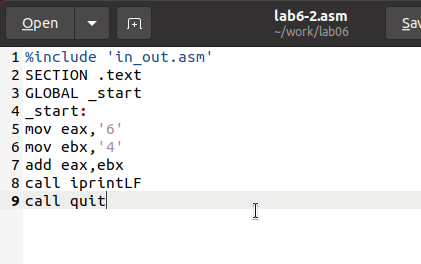 Open
lab6-2.asm
~/work/lab06
1 %include 'in_out.asm'
2 SECTION .text
3 GLOBAL _start
4 _start:
5 mov eax,'6'
6 mov ebx,'4'
7 add eax,ebx
8 call iprintLF
9 call quit